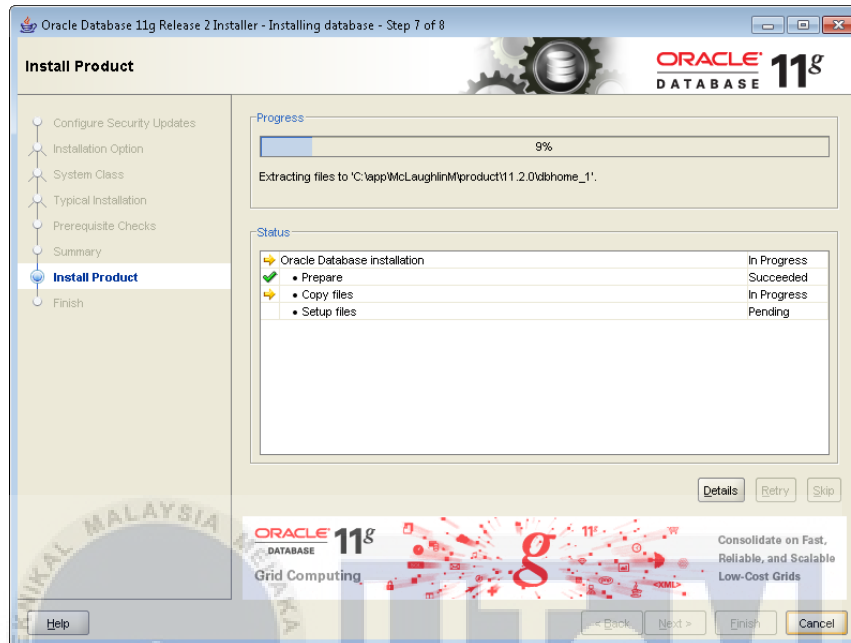 Oracle Database 11g Release 2 Installer - Installing database - Step 7 of 8
Install Product
ORACLE 11g
DATABASE
Configure Security Updates
Installation Option
System Class
Typical Installation
Prerequisite Checks
Summary
Install Product
Finish
Progress
9%
Extracting files to 'C:\app\McLaughlinM\product\11.2.0\dbhome_1'.
Status
Oracle Database installation In Progress
• Prepare Succeeded
• Copy files In Progress
• Setup files Pending
Details Retry Skip
MALAYSIA
ORACLE 11g
DATABASE
Grid Computing
g
11g
<XML>
Consolidate on Fast,
Reliable, and Scalable
Low-Cost Grids
Help < Back Next > Finish Cancel